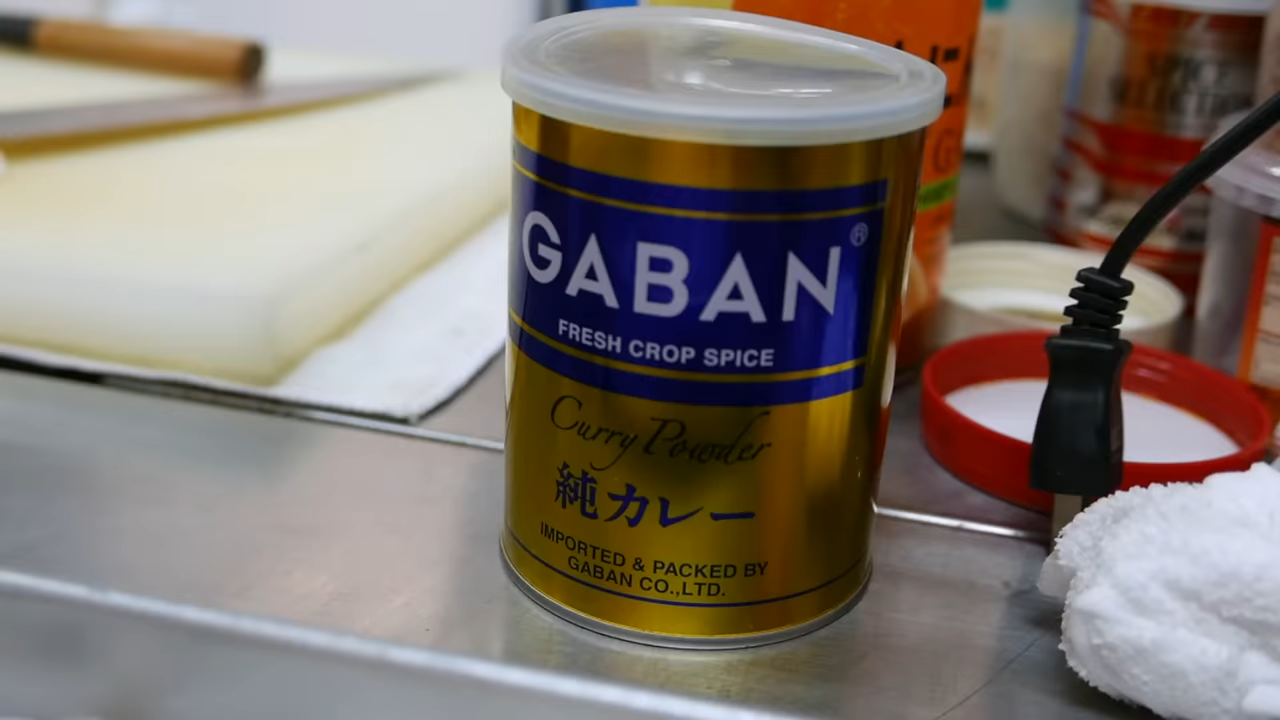 GABAN®
FRESH CROP SPICE
Curry Powder
純カレー
IMPORTED & PACKED BY
GABAN CO.,LTD.